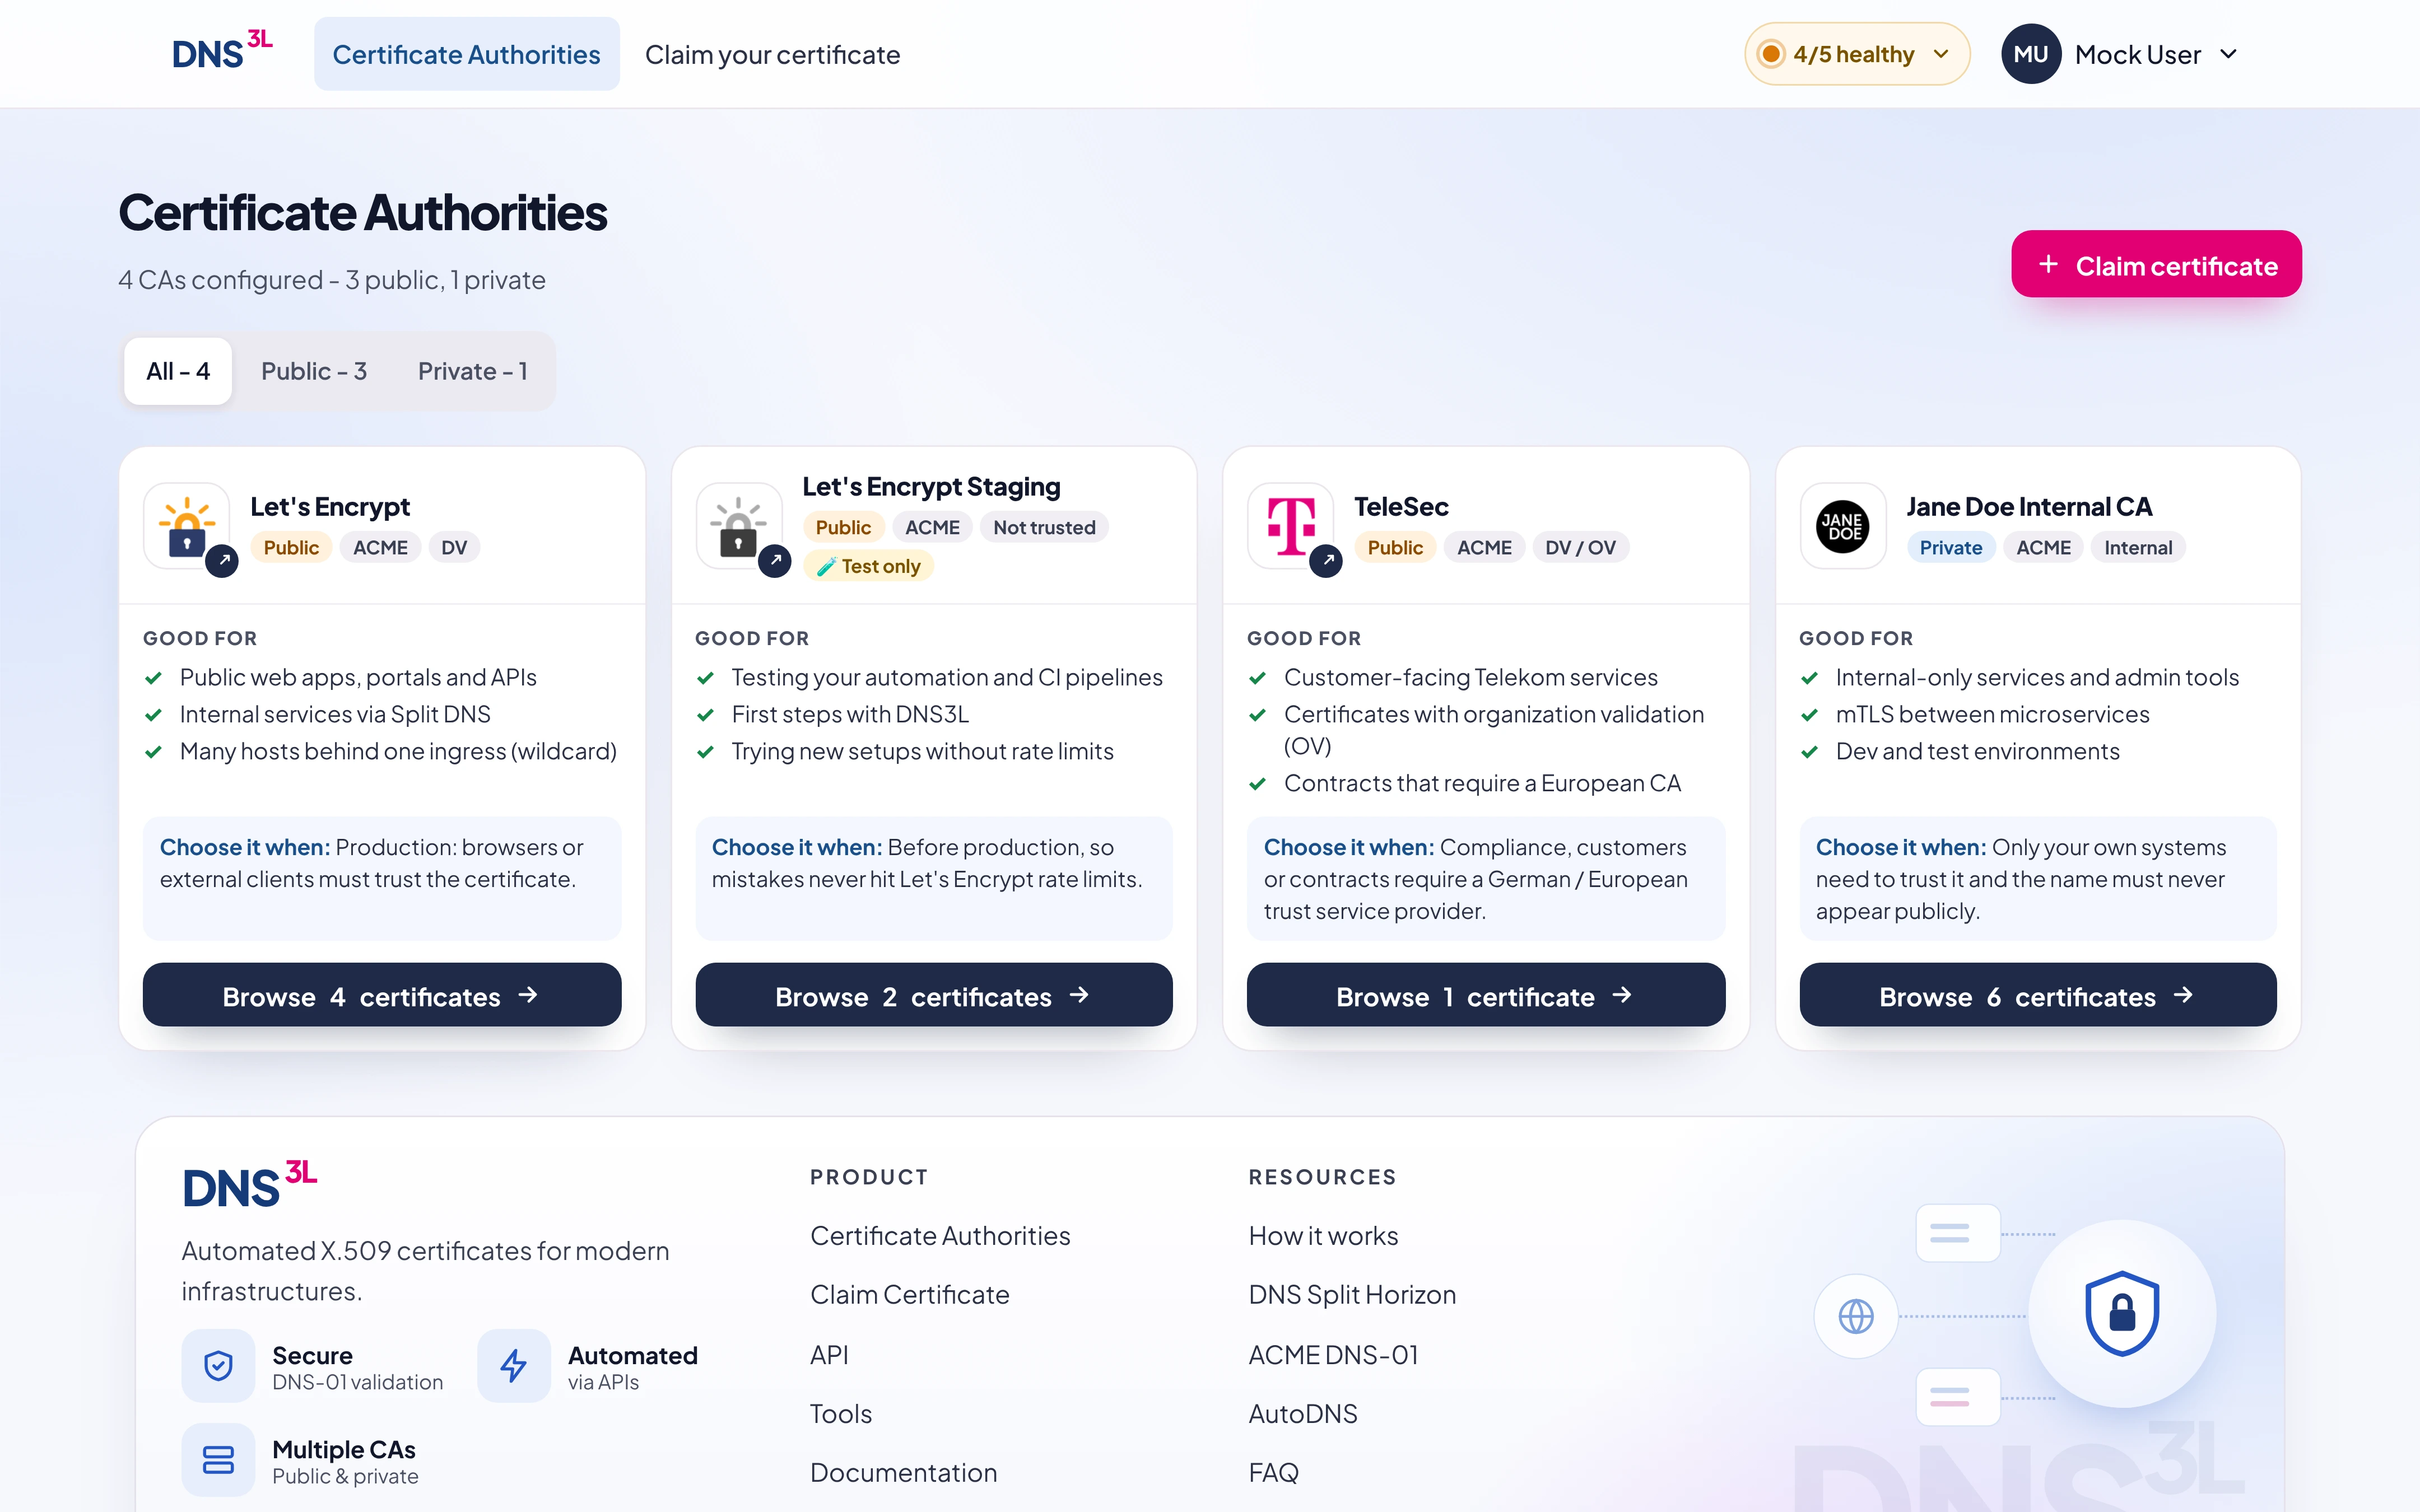 DNS3L
Certificate Authorities
Claim your certificate
4/5 healthy
MU
Mock User
Certificate Authorities
4 CAs configured - 3 public, 1 private
+ Claim certificate
All - 4
Public - 3
Private - 1
Let's Encrypt
Public
ACME
DV
GOOD FOR
Public web apps, portals and APIs
Internal services via Split DNS
Many hosts behind one ingress (wildcard)
Choose it when: Production: browsers or
external clients must trust the certificate.
Browse 4 certificates →
Let's Encrypt Staging
Public
ACME
Not trusted
🧪 Test only
GOOD FOR
Testing your automation and CI pipelines
First steps with DNS3L
Trying new setups without rate limits
Choose it when: Before production, so
mistakes never hit Let's Encrypt rate limits.
Browse 2 certificates →
T
TeleSec
Public
ACME
DV / OV
GOOD FOR
Customer-facing Telekom services
Certificates with organization validation
(OV)
Contracts that require a European CA
Choose it when: Compliance, customers
or contracts require a German / European
trust service provider.
Browse 1 certificate →
JANE
DOE
Jane Doe Internal CA
Private
ACME
Internal
GOOD FOR
Internal-only services and admin tools
mTLS between microservices
Dev and test environments
Choose it when: Only your own systems
need to trust it and the name must never
appear publicly.
Browse 6 certificates →
DNS3L
Automated X.509 certificates for modern
infrastructures.
Secure
DNS-01 validation
Automated
via APIs
Multiple CAs
Public & private
PRODUCT
Certificate Authorities
Claim Certificate
API
Tools
Documentation
RESOURCES
How it works
DNS Split Horizon
ACME DNS-01
AutoDNS
FAQ
DNS3L